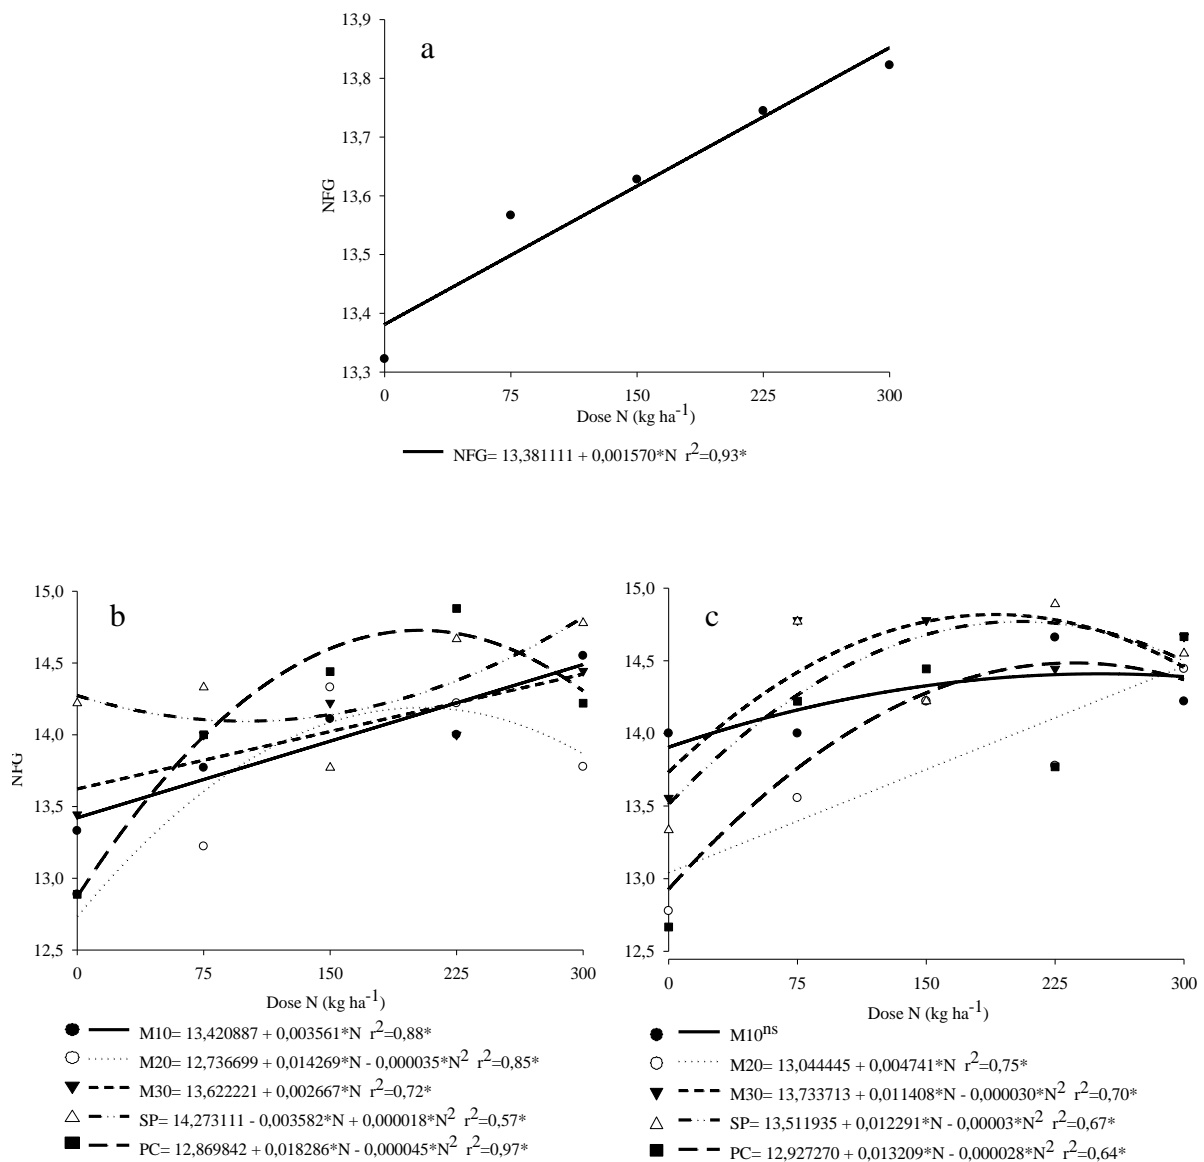 13,9
a
13,8
13,7
NFG
13,6
13,5
13,4
13,3
0 75 150 225 300
Dose N (kg ha-1)
NFG= 13,381111 + 0,001570*N r2=0,93*
15,0
b
14,5
14,0
NFG
13,5
13,0
12,5
0 75 150 225 300
Dose N (kg ha-1)
M10= 13,420887 + 0,003561*N r2=0,88*
M20= 12,736699 + 0,014269*N - 0,000035*N2 r2=0,85*
M30= 13,622221 + 0,002667*N r2=0,72*
SP= 14,273111 - 0,003582*N + 0,000018*N2 r2=0,57*
PC= 12,869842 + 0,018286*N - 0,000045*N2 r2=0,97*
15,0
c
14,5
14,0
13,5
13,0
12,5
0 75 150 225 300
Dose N (kg ha-1)
M10ns
M20= 13,044445 + 0,004741*N r2=0,75*
M30= 13,733713 + 0,011408*N - 0,000030*N2 r2=0,70*
SP= 13,511935 + 0,012291*N - 0,00003*N2 r2=0,67*
PC= 12,927270 + 0,013209*N - 0,000028*N2 r2=0,64*